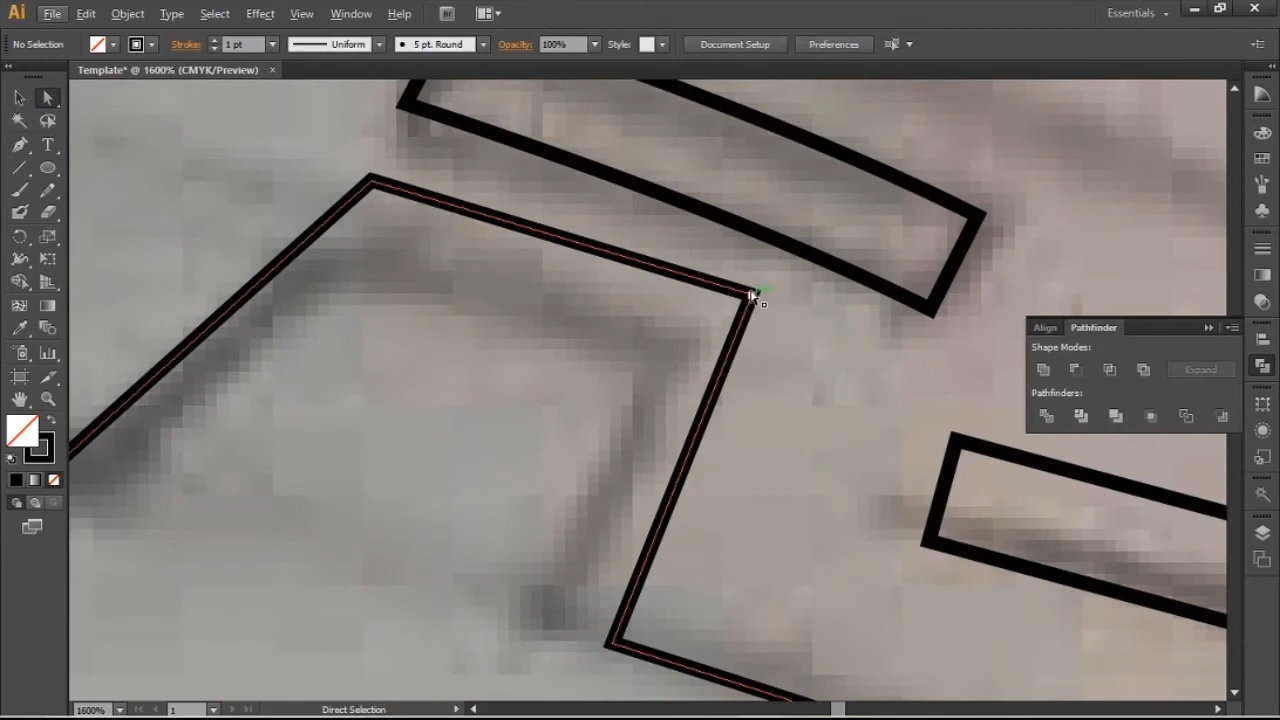 Ai File Edit Object Type Select Effect View Window Help Br Essentials
No Selection Stroke: 1 pt Uniform 5 pt. Round Opacity: 100% Style: Document Setup Preferences
Template* @ 1600% (CMYK/Preview) ×
Align Pathfinder
Shape Modes:
Expand
Pathfinders:
1600% 1 Direct Selection